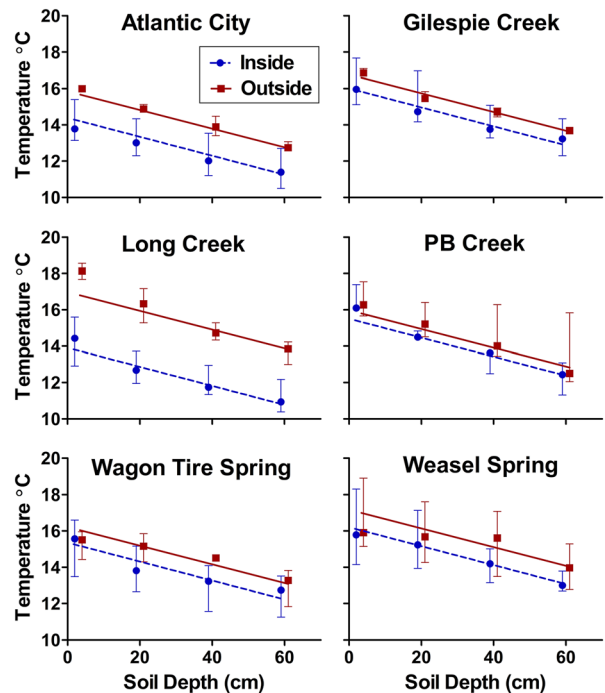 Atlantic City
Gilespie Creek
Inside
Outside
Temperature °C
20
18
16
14
12
10
Long Creek
PB Creek
Temperature °C
20
18
16
14
12
10
Wagon Tire Spring
Weasel Spring
Temperature °C
20
18
16
14
12
10
0 20 40 60
0 20 40 60
Soil Depth (cm)
Soil Depth (cm)